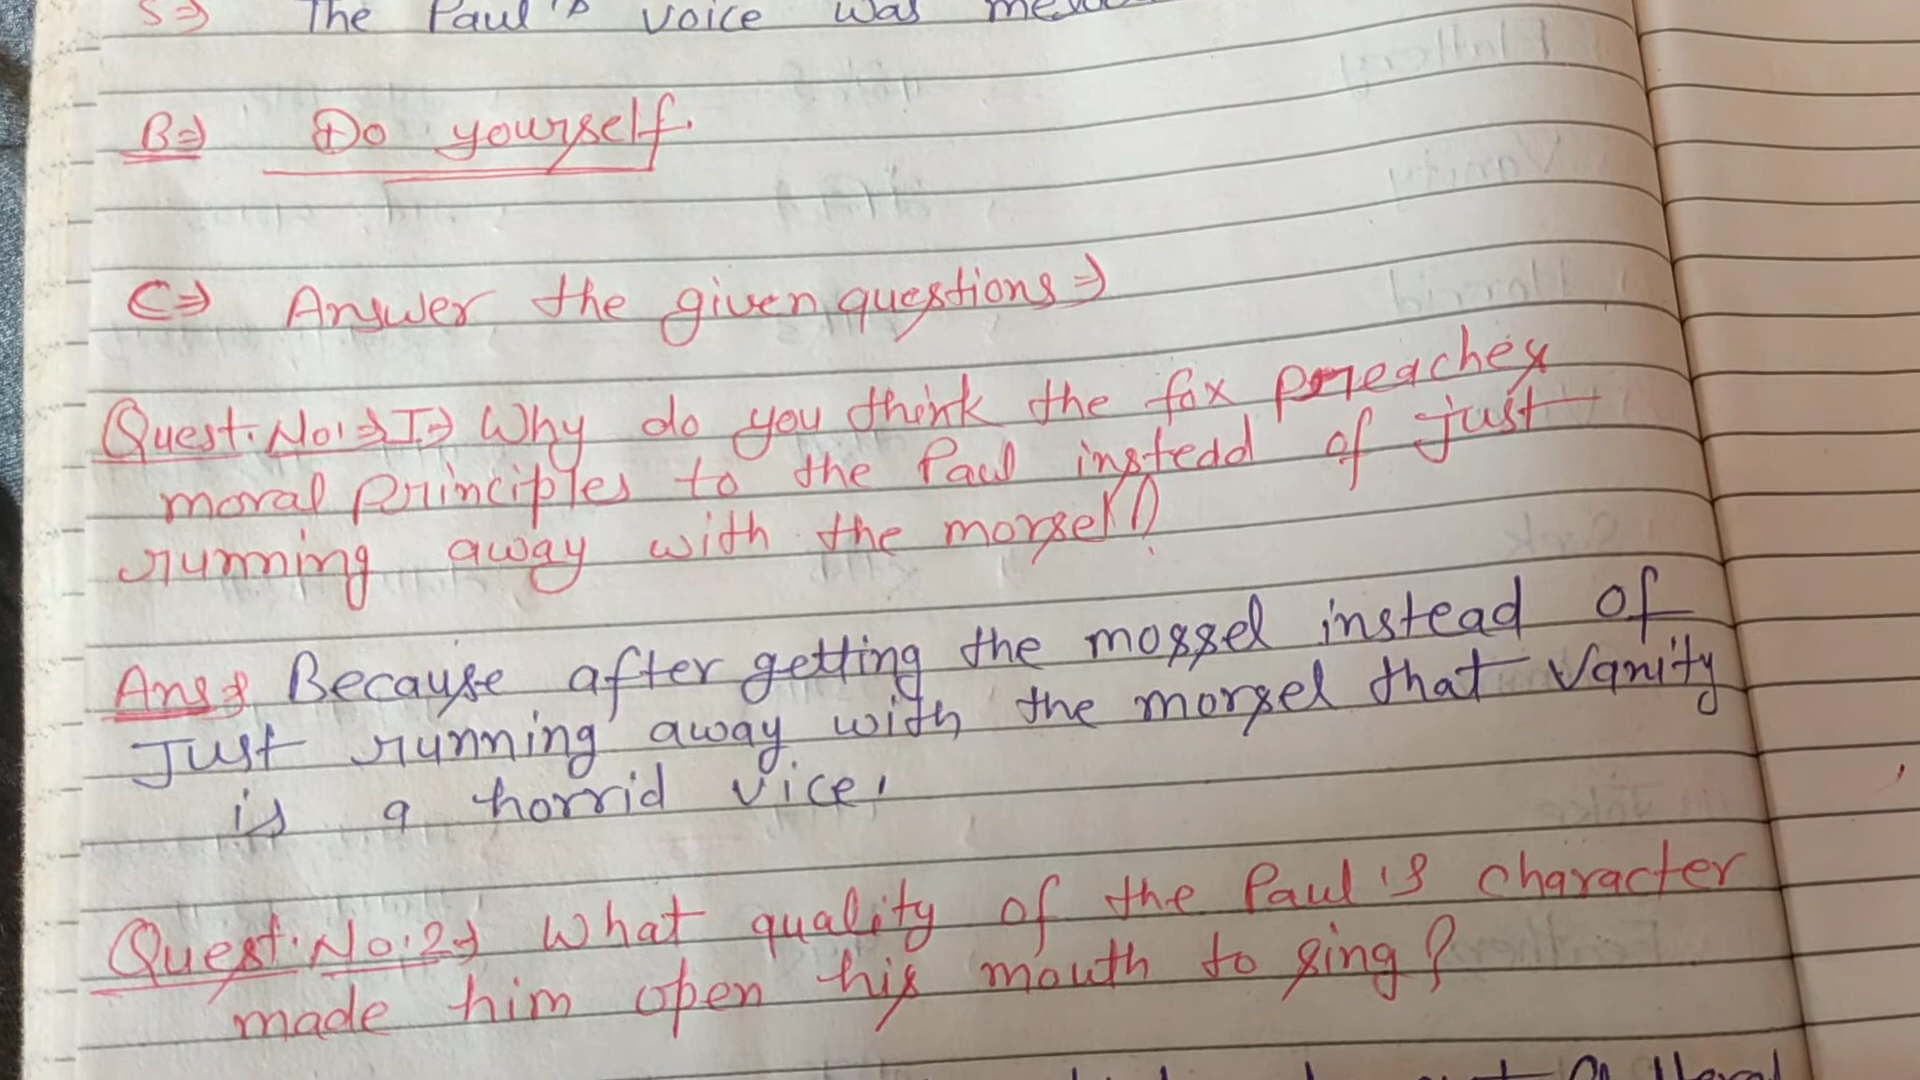 5⇒ The Paul's voice was
B⇒ Do yourself.
C⇒ Answer the given questions⇒
Quest. No:1⇒I⇒ Why do you think the fox preaches
moral principles to the Paul instead of just
running away with the morsel?
Ans⇒ Because after getting the morsel instead of
Just running away with the morsel that Vanity
is a horrid vice.
Quest. No:2⇒ What quality of the Paul's character
made him open his mouth to sing?